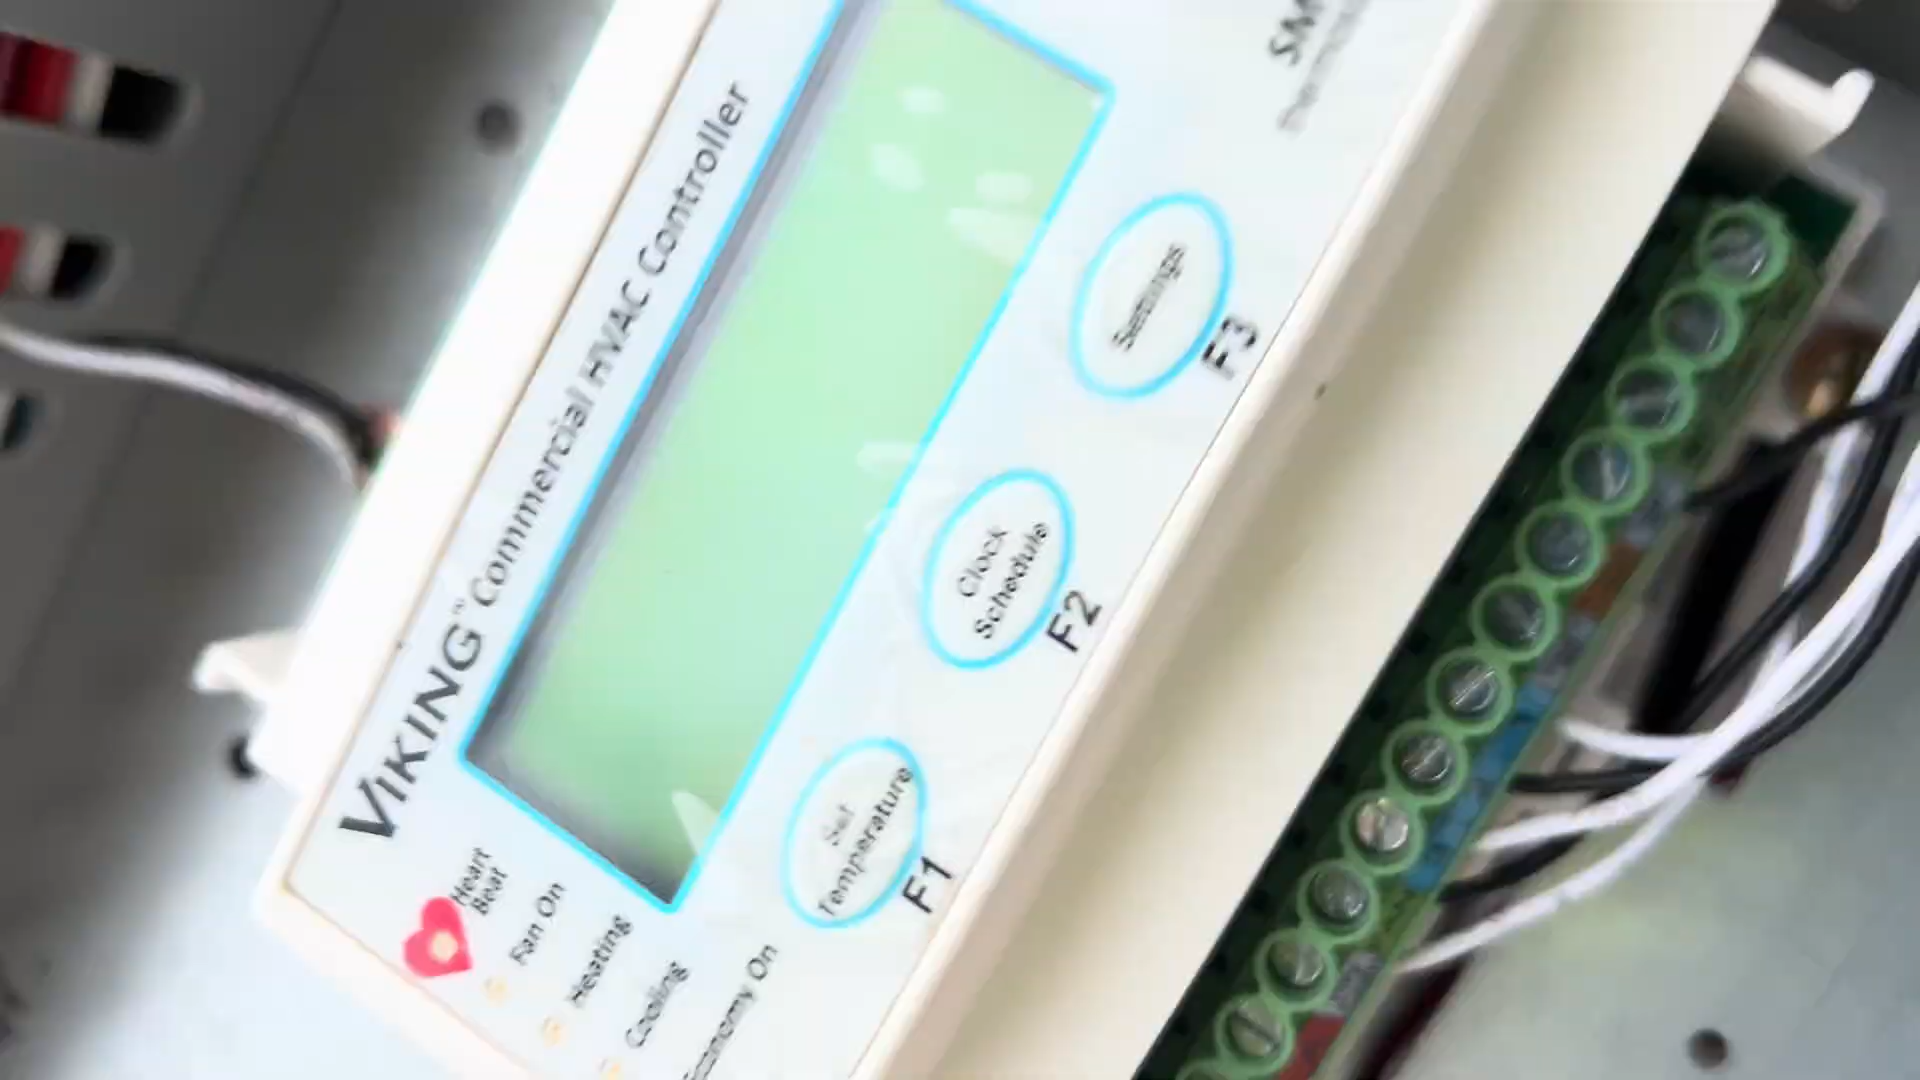 VIKING™ Commercial HVAC Controller
SM
Settings
F3
Clock
Schedule
F2
Set
Temperature
F1
Heart
Beat
Fan On
Heating
Cooling
Economy On